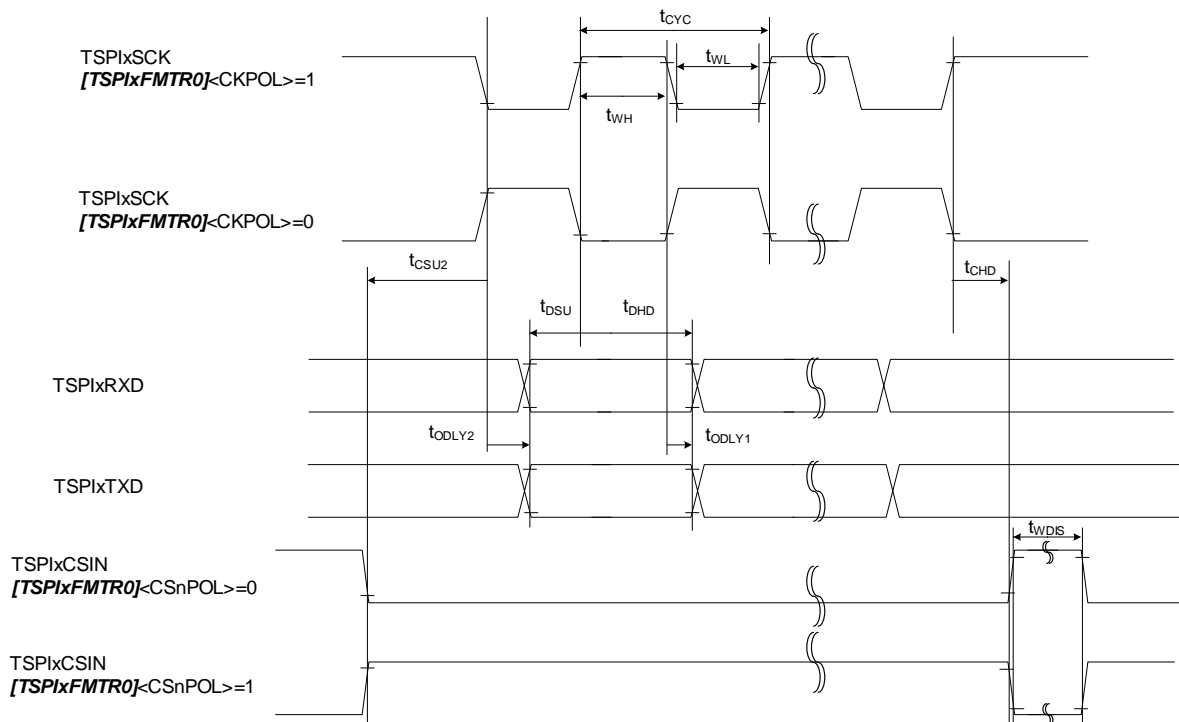 tCYC
TSPIxSCK
[TSPIxFMTR0]<CKPOL>=1
tWL
tWH
TSPIxSCK
[TSPIxFMTR0]<CKPOL>=0
tCSU2
tCHD
tDSU
tDHD
TSPIxRXD
tODLY2
tODLY1
TSPIxTXD
tWDIS
TSPIxCSIN
[TSPIxFMTR0]<CSnPOL>=0
TSPIxCSIN
[TSPIxFMTR0]<CSnPOL>=1